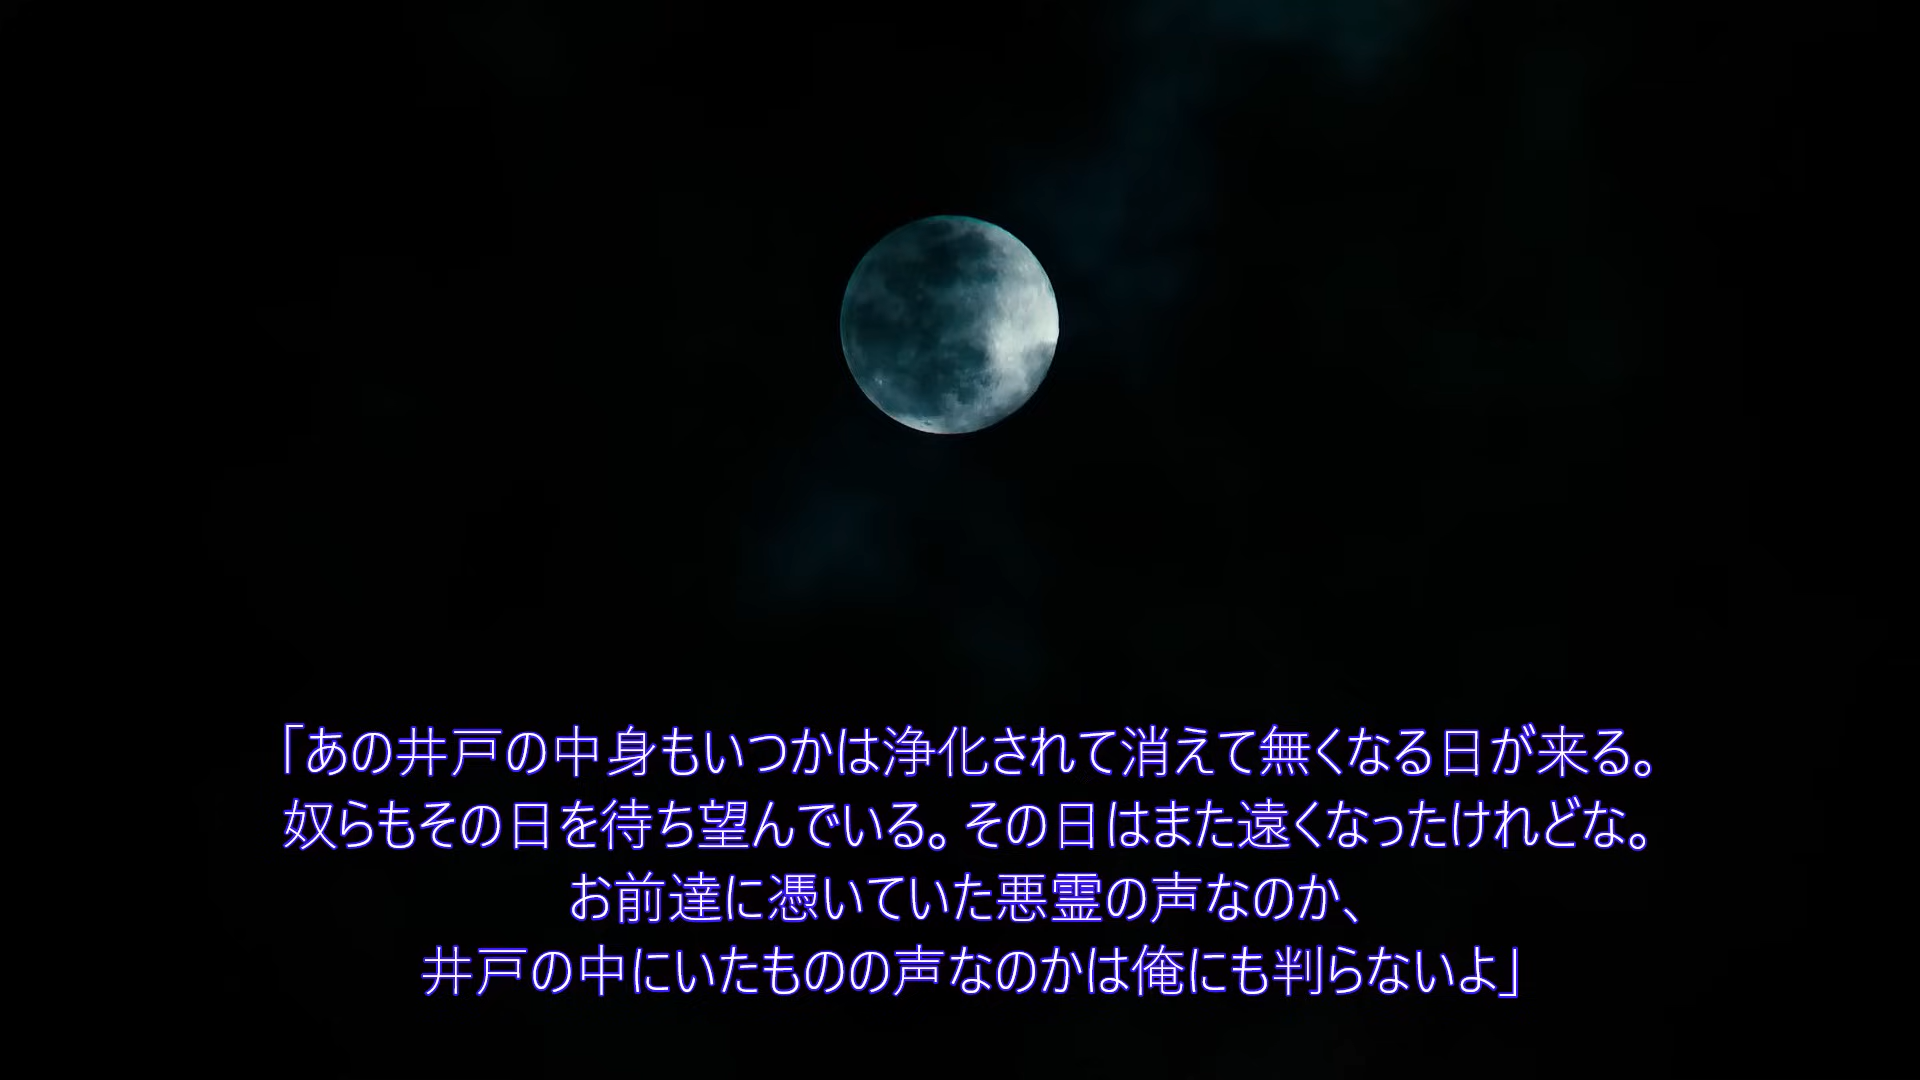 「あの井戸の中身もいつかは浄化されて消えて無くなる日が来る。
奴らもその日を待ち望んでいる。その日はまた遠くなったけれどな。
お前達に憑いていた悪霊の声なのか、
井戸の中にいたものの声なのかは俺にも判らないよ」